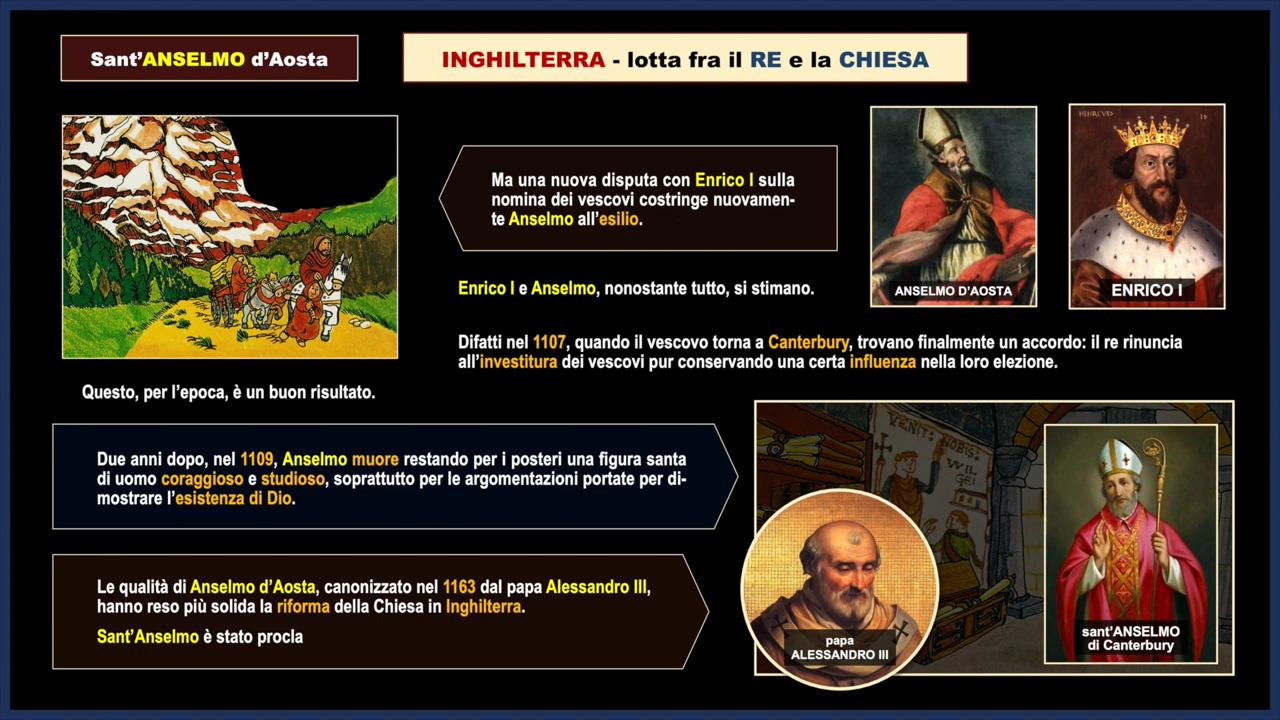 Sant’ANSELMO d’Aosta
INGHILTERRA - lotta fra il RE e la CHIESA
Ma una nuova disputa con Enrico I sulla
nomina dei vescovi costringe nuovamen-
te Anselmo all’esilio.
ANSELMO D’AOSTA
ENRICO I
Enrico I e Anselmo, nonostante tutto, si stimano.
Difatti nel 1107, quando il vescovo torna a Canterbury, trovano finalmente un accordo: il re rinuncia
all’investitura dei vescovi pur conservando una certa influenza nella loro elezione.
Questo, per l’epoca, è un buon risultato.
Due anni dopo, nel 1109, Anselmo muore restando per i posteri una figura santa
di uomo coraggioso e studioso, soprattutto per le argomentazioni portate per di-
mostrare l’esistenza di Dio.
VENIT: NOBIS:
WIL
GEL
Le qualità di Anselmo d’Aosta, canonizzato nel 1163 dal papa Alessandro III,
hanno reso più solida la riforma della Chiesa in Inghilterra.
Sant’Anselmo è stato procla
papa
ALESSANDRO III
sant’ANSELMO
di Canterbury